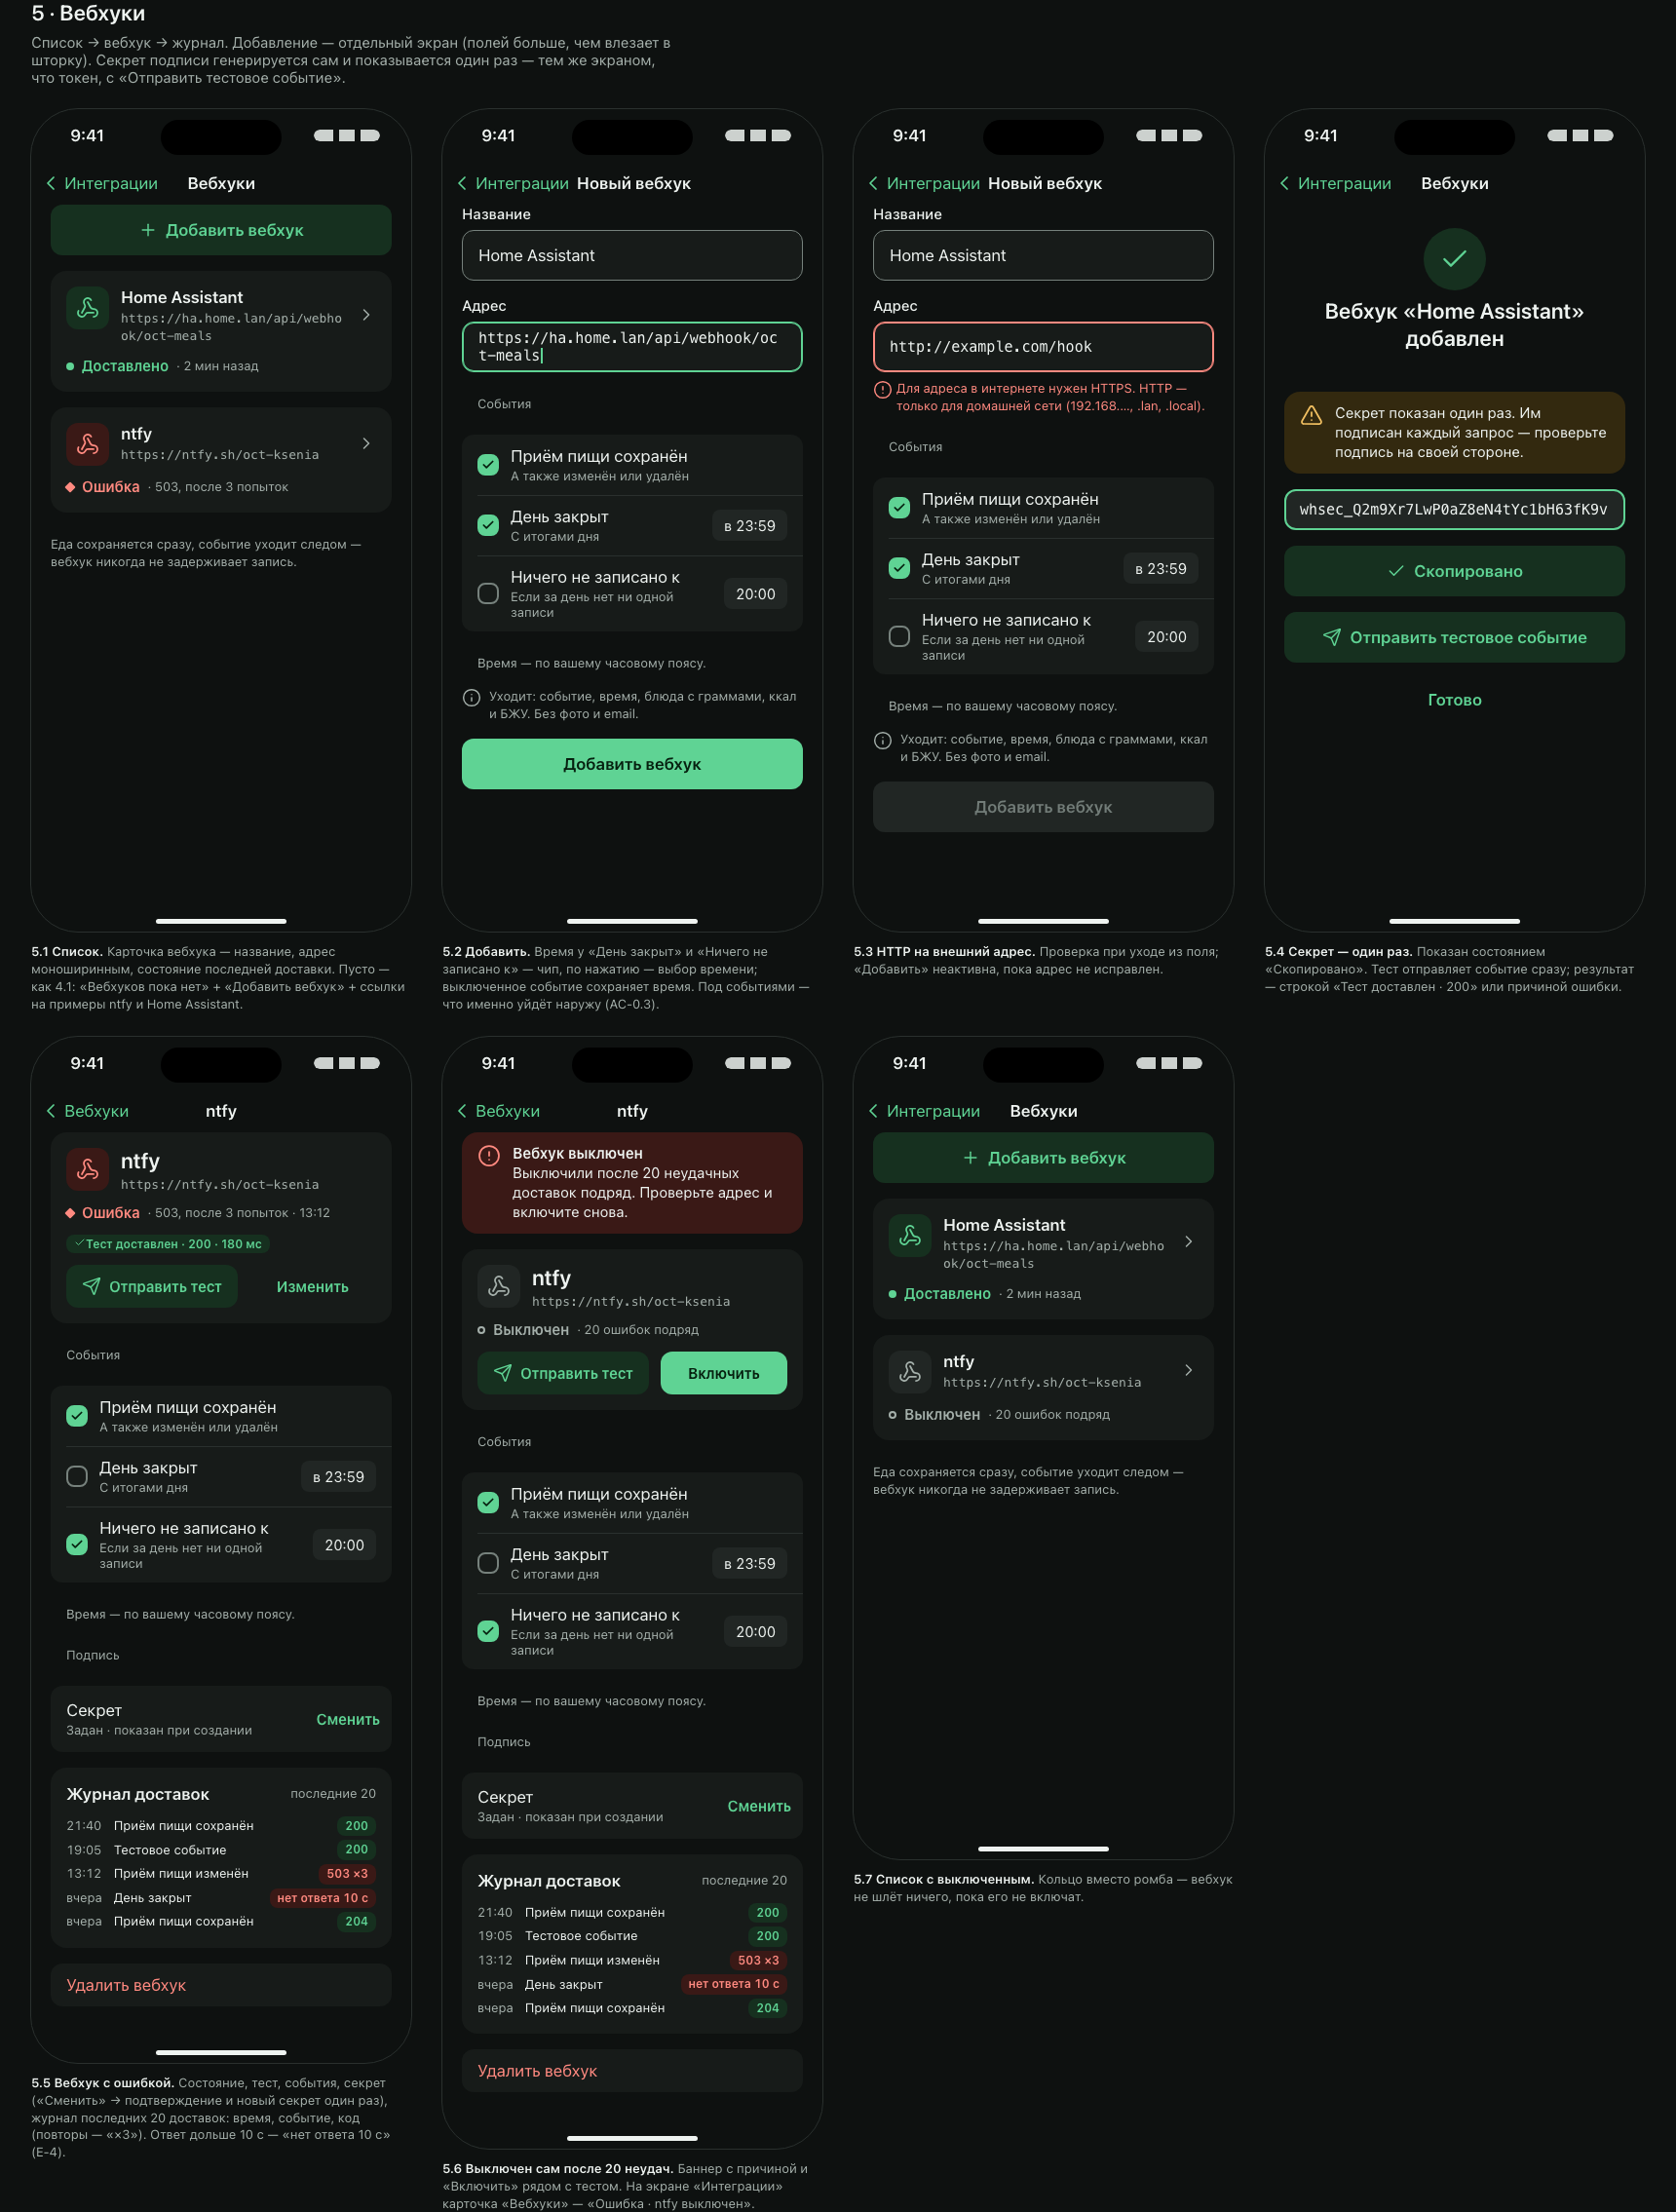 5 · Вебхуки
Список → вебхук → журнал. Добавление — отдельный экран (полей больше, чем влезает в
шторку). Секрет подписи генерируется сам и показывается один раз — тем же экраном,
что токен, с «Отправить тестовое событие».
9:41
Интеграции
Вебхуки
Добавить вебхук
Home Assistant
https://ha.home.lan/api/webho
ok/oct-meals
Доставлено · 2 мин назад
ntfy
https://ntfy.sh/oct-ksenia
Ошибка · 503, после 3 попыток
Еда сохраняется сразу, событие уходит следом —
вебхук никогда не задерживает запись.
5.1 Список. Карточка вебхука — название, адрес
моноширинным, состояние последней доставки. Пусто —
как 4.1: «Вебхуков пока нет» + «Добавить вебхук» + ссылки
на примеры ntfy и Home Assistant.
9:41
Интеграции
Новый вебхук
Название
Home Assistant
Адрес
https://ha.home.lan/api/webhook/oc
t-meals
События
Приём пищи сохранён
А также изменён или удалён
День закрыт
С итогами дня
в 23:59
Ничего не записано к
Если за день нет ни одной
записи
20:00
Время — по вашему часовому поясу.
Уходит: событие, время, блюда с граммами, ккал
и БЖУ. Без фото и email.
Добавить вебхук
5.2 Добавить. Время у «День закрыт» и «Ничего не
записано к» — чип, по нажатию — выбор времени;
выключенное событие сохраняет время. Под событиями —
что именно уйдёт наружу (AC-0.3).
9:41
Интеграции
Новый вебхук
Название
Home Assistant
Адрес
http://example.com/hook
Для адреса в интернете нужен HTTPS. HTTP —
только для домашней сети (192.168.…, .lan, .local).
События
Приём пищи сохранён
А также изменён или удалён
День закрыт
С итогами дня
в 23:59
Ничего не записано к
Если за день нет ни одной
записи
20:00
Время — по вашему часовому поясу.
Уходит: событие, время, блюда с граммами, ккал
и БЖУ. Без фото и email.
Добавить вебхук
5.3 HTTP на внешний адрес. Проверка при уходе из поля;
«Добавить» неактивна, пока адрес не исправлен.
9:41
Интеграции
Вебхуки
Вебхук «Home Assistant»
добавлен
Секрет показан один раз. Им
подписан каждый запрос — проверьте
подпись на своей стороне.
whsec_Q2m9Xr7LwP0aZ8eN4tYc1bH63fK9v
Скопировано
Отправить тестовое событие
Готово
5.4 Секрет — один раз. Показан состоянием
«Скопировано». Тест отправляет событие сразу; результат
— строкой «Тест доставлен · 200» или причиной ошибки.
9:41
Вебхуки
ntfy
ntfy
https://ntfy.sh/oct-ksenia
Ошибка · 503, после 3 попыток · 13:12
Тест доставлен · 200 · 180 мс
Отправить тест
Изменить
События
Приём пищи сохранён
А также изменён или удалён
День закрыт
С итогами дня
в 23:59
Ничего не записано к
Если за день нет ни одной
записи
20:00
Время — по вашему часовому поясу.
Подпись
Секрет
Задан · показан при создании
Сменить
Журнал доставок последние 20
21:40 Приём пищи сохранён 200
19:05 Тестовое событие 200
13:12 Приём пищи изменён 503 ×3
вчера День закрыт нет ответа 10 с
вчера Приём пищи сохранён 204
Удалить вебхук
5.5 Вебхук с ошибкой. Состояние, тест, события, секрет
(«Сменить» → подтверждение и новый секрет один раз),
журнал последних 20 доставок: время, событие, код
(повторы — «×3»). Ответ дольше 10 с — «нет ответа 10 с»
(E-4).
9:41
Вебхуки
ntfy
Вебхук выключен
Выключили после 20 неудачных
доставок подряд. Проверьте адрес и
включите снова.
ntfy
https://ntfy.sh/oct-ksenia
Выключен · 20 ошибок подряд
Отправить тест
Включить
События
Приём пищи сохранён
А также изменён или удалён
День закрыт
С итогами дня
в 23:59
Ничего не записано к
Если за день нет ни одной
записи
20:00
Время — по вашему часовому поясу.
Подпись
Секрет
Задан · показан при создании
Сменить
Журнал доставок последние 20
21:40 Приём пищи сохранён 200
19:05 Тестовое событие 200
13:12 Приём пищи изменён 503 ×3
вчера День закрыт нет ответа 10 с
вчера Приём пищи сохранён 204
Удалить вебхук
5.6 Выключен сам после 20 неудач. Баннер с причиной и
«Включить» рядом с тестом. На экране «Интеграции»
карточка «Вебхуки» — «Ошибка · ntfy выключен».
9:41
Интеграции
Вебхуки
Добавить вебхук
Home Assistant
https://ha.home.lan/api/webho
ok/oct-meals
Доставлено · 2 мин назад
ntfy
https://ntfy.sh/oct-ksenia
Выключен · 20 ошибок подряд
Еда сохраняется сразу, событие уходит следом —
вебхук никогда не задерживает запись.
5.7 Список с выключенным. Кольцо вместо ромба — вебхук
не шлёт ничего, пока его не включат.